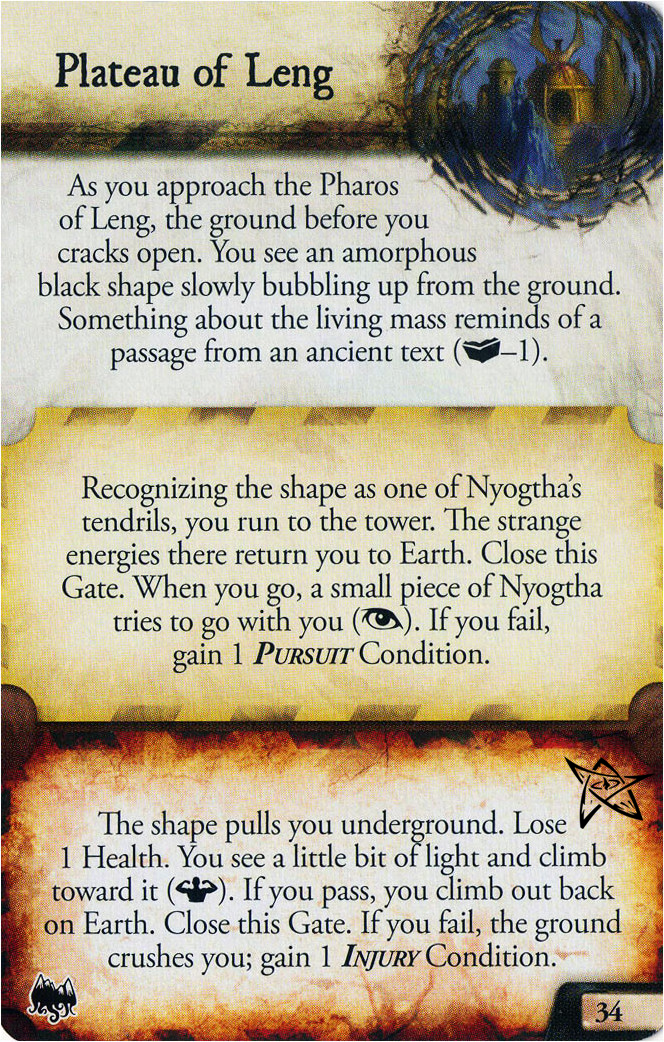 Plateau of Leng
As you approach the Pharos
of Leng, the ground before you
cracks open. You see an amorphous
black shape slowly bubbling up from the ground.
Something about the living mass reminds of a
passage from an ancient text (–1).
Recognizing the shape as one of Nyogtha's
tendrils, you run to the tower. The strange
energies there return you to Earth. Close this
Gate. When you go, a small piece of Nyogtha
tries to go with you (). If you fail,
gain 1 PURSUIT Condition.
The shape pulls you underground. Lose
1 Health. You see a little bit of light and climb
toward it (). If you pass, you climb out back
on Earth. Close this Gate. If you fail, the ground
crushes you; gain 1 INJURY Condition.
34